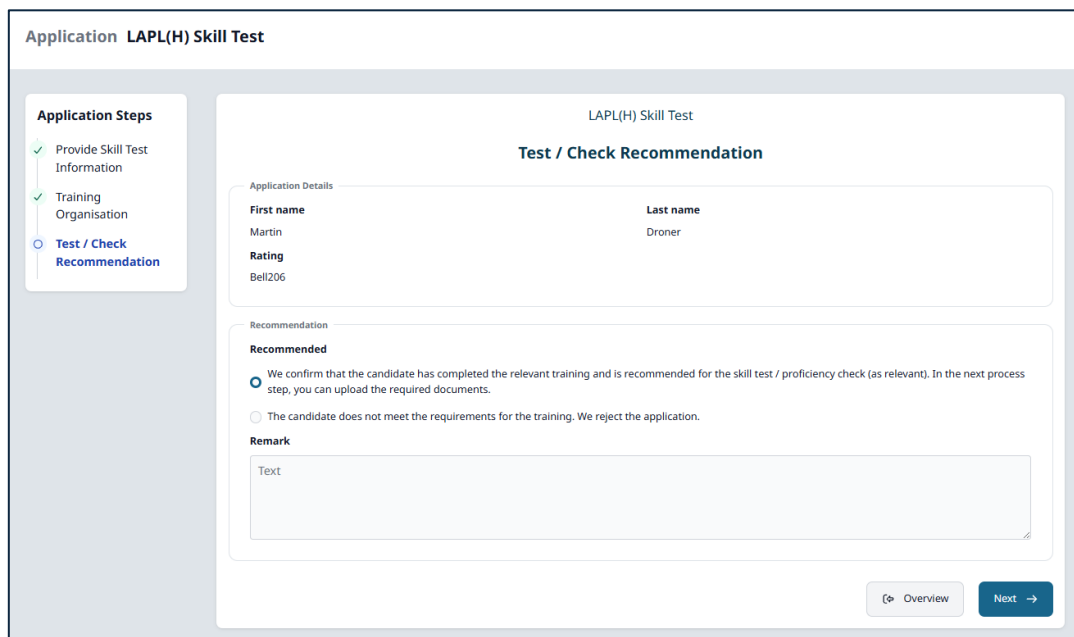 Application LAPL(H) Skill Test
Application Steps
Provide Skill Test
Information
Training
Organisation
Test / Check
Recommendation
LAPL(H) Skill Test
Test / Check Recommendation
Application Details
First name
Last name
Martin
Droner
Rating
Bell206
Recommendation
Recommended
We confirm that the candidate has completed the relevant training and is recommended for the skill test / proficiency check (as relevant). In the next process
step, you can upload the required documents.
The candidate does not meet the requirements for the training. We reject the application.
Remark
Text
Overview
Next